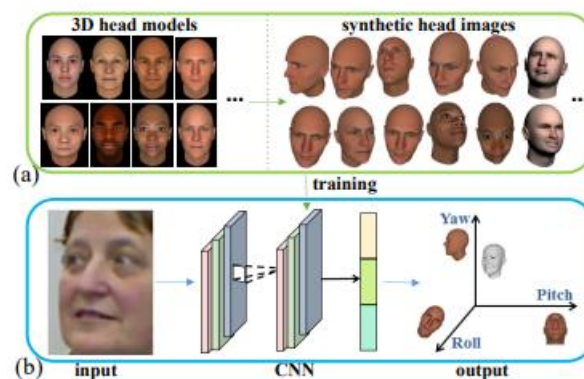 3D head models
synthetic head images
...
...
(a)
training
Yaw
Pitch
Roll
(b)
input
CNN
output